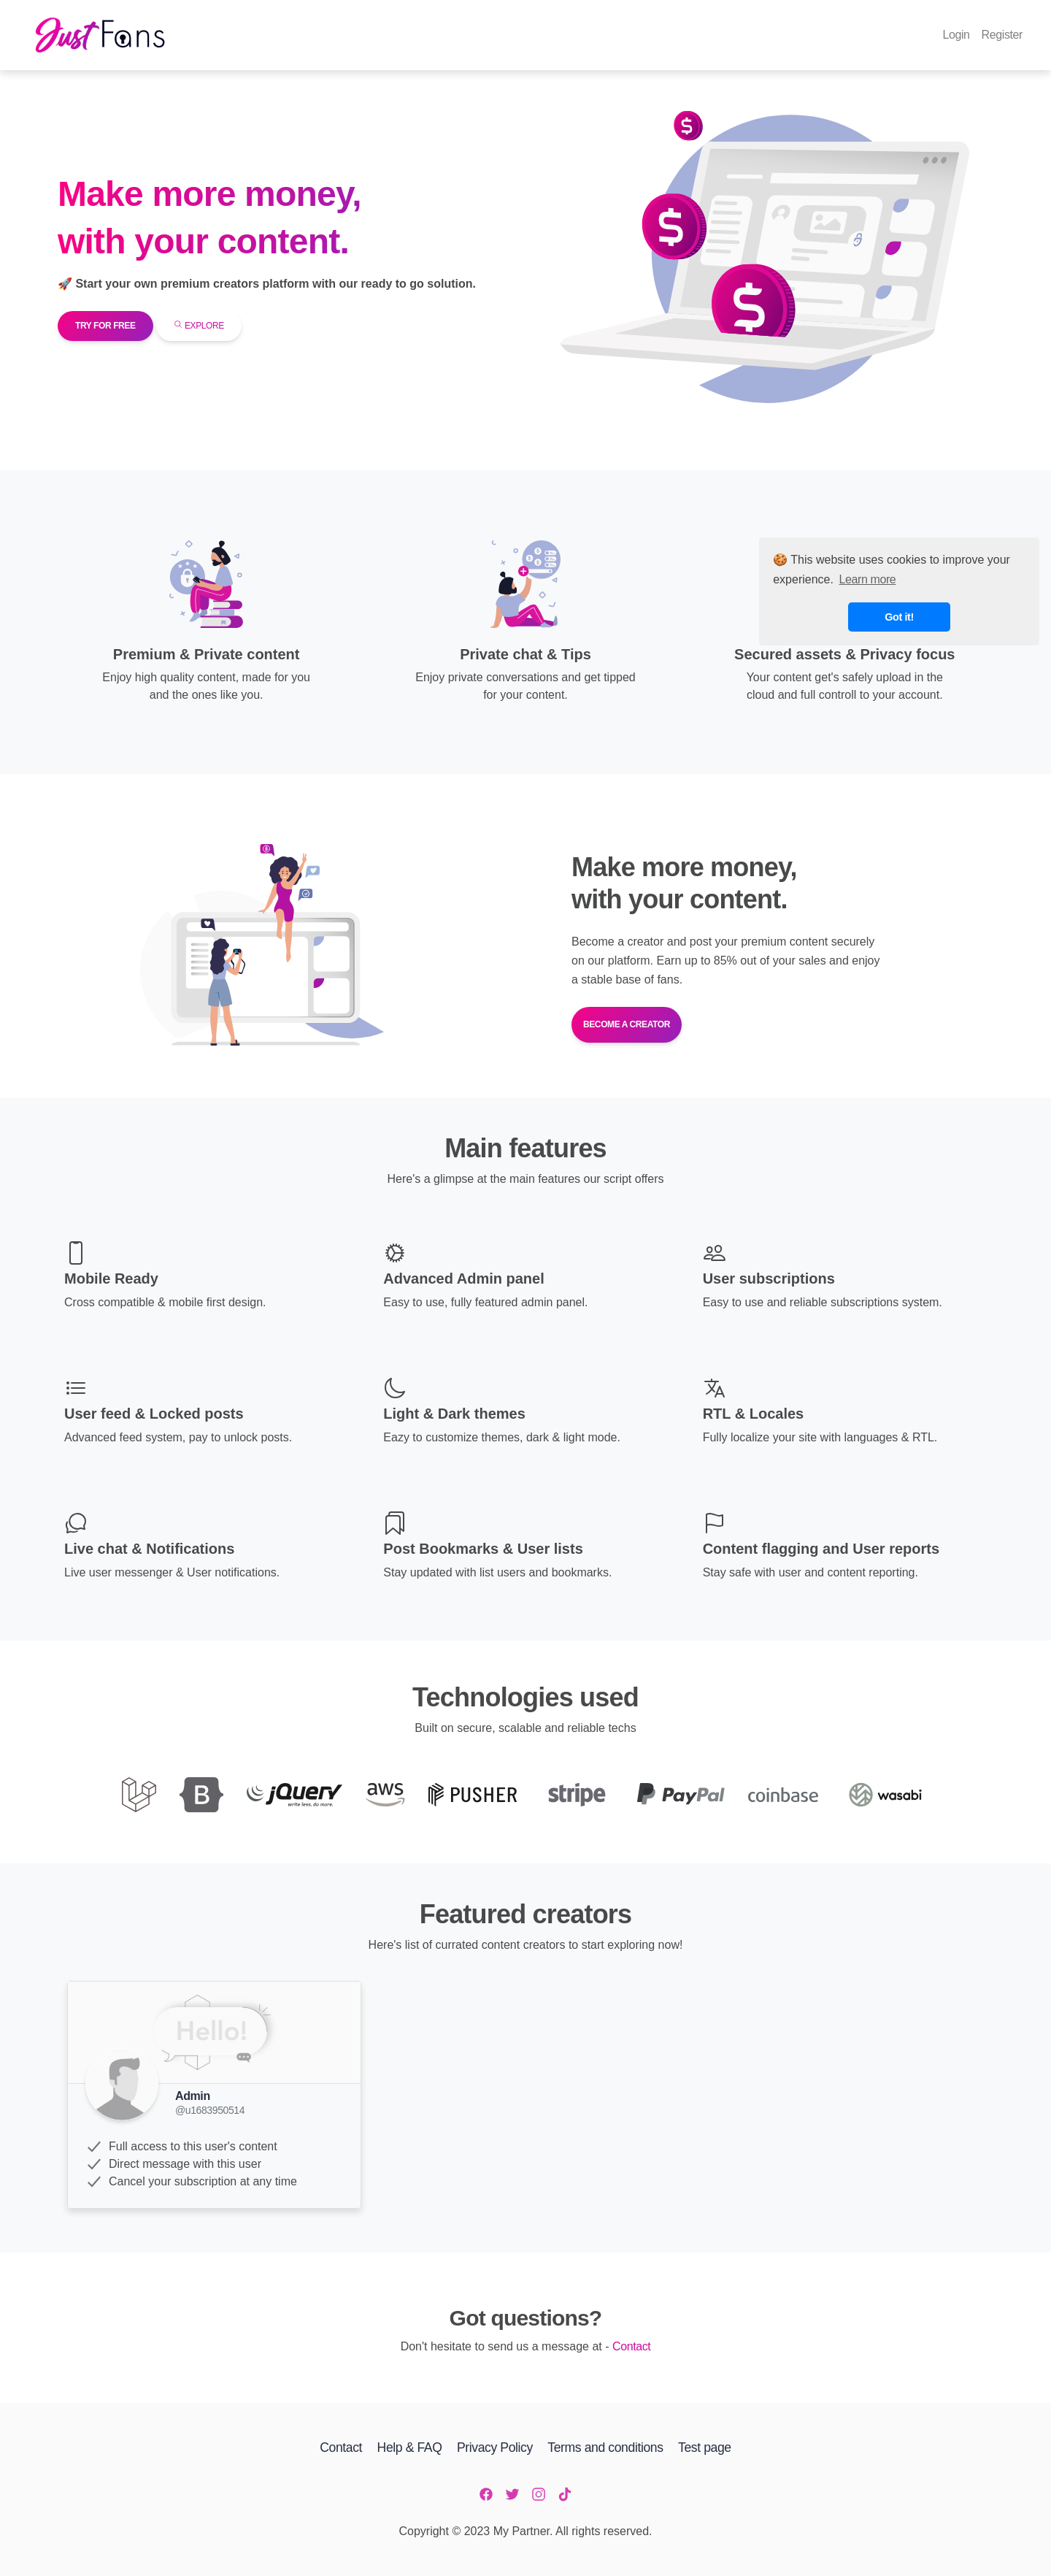 Just Fans
Login Register
Make more money,
with your content.
🚀 Start your own premium creators platform with our ready to go solution.
TRY FOR FREE
EXPLORE
🍪 This website uses cookies to improve your
experience. Learn more
Got it!
Premium & Private content
Enjoy high quality content, made for you
and the ones like you.
Private chat & Tips
Enjoy private conversations and get tipped
for your content.
Secured assets & Privacy focus
Your content get's safely upload in the
cloud and full controll to your account.
Make more money,
with your content.
Become a creator and post your premium content securely
on our platform. Earn up to 85% out of your sales and enjoy
a stable base of fans.
BECOME A CREATOR
Main features
Here's a glimpse at the main features our script offers
Mobile Ready
Cross compatible & mobile first design.
Advanced Admin panel
Easy to use, fully featured admin panel.
User subscriptions
Easy to use and reliable subscriptions system.
User feed & Locked posts
Advanced feed system, pay to unlock posts.
Light & Dark themes
Eazy to customize themes, dark & light mode.
RTL & Locales
Fully localize your site with languages & RTL.
Live chat & Notifications
Live user messenger & User notifications.
Post Bookmarks & User lists
Stay updated with list users and bookmarks.
Content flagging and User reports
Stay safe with user and content reporting.
Technologies used
Built on secure, scalable and reliable techs
B
jQuery
write less, do more.
aws
PUSHER
stripe
PayPal
coinbase
wasabi
Featured creators
Here's list of currated content creators to start exploring now!
Hello!
Admin
@u1683950514
Full access to this user's content
Direct message with this user
Cancel your subscription at any time
Got questions?
Don't hesitate to send us a message at - Contact
Contact Help & FAQ Privacy Policy Terms and conditions Test page
Copyright © 2023 My Partner. All rights reserved.